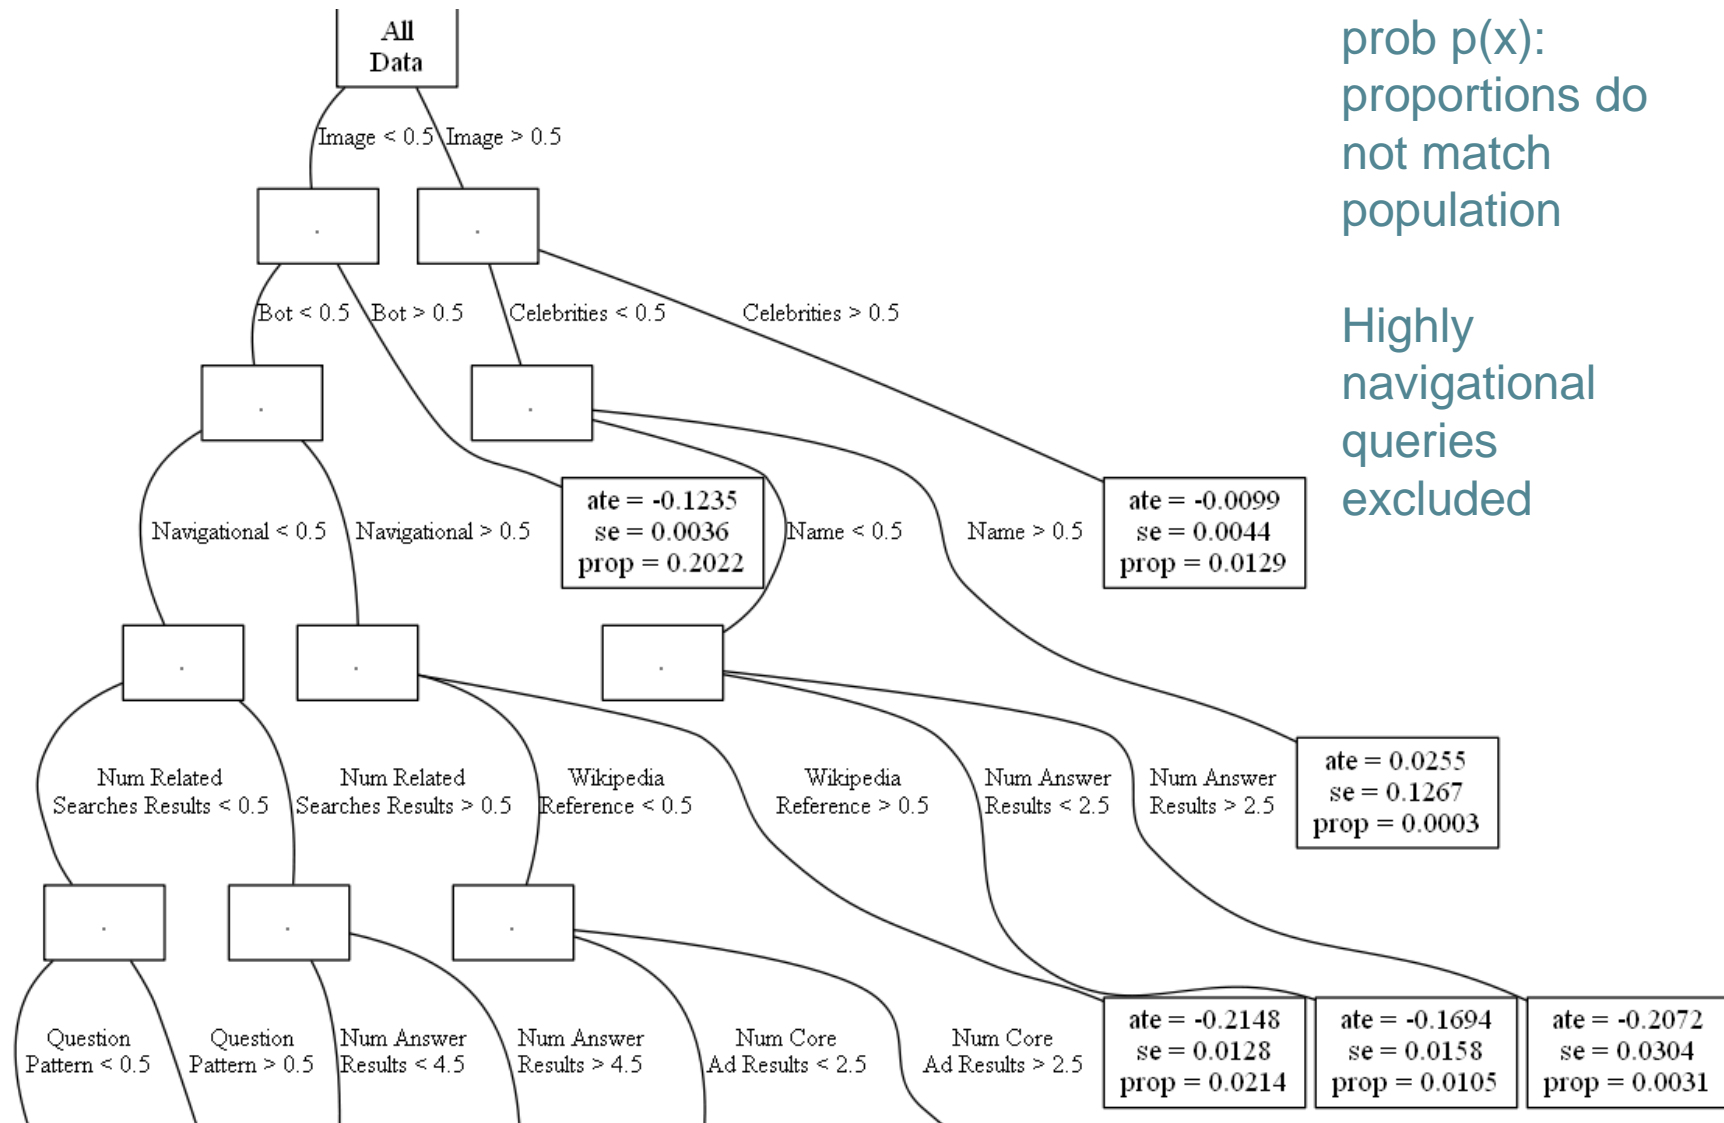 All
Data
prob p(x):
proportions do
not match
population
Highly
navigational
queries
excluded
Image < 0.5
Image > 0.5
Bot < 0.5
Bot > 0.5
Celebrities < 0.5
Celebrities > 0.5
Navigational < 0.5
Navigational > 0.5
ate = -0.1235
se = 0.0036
prop = 0.2022
Name < 0.5
Name > 0.5
ate = -0.0099
se = 0.0044
prop = 0.0129
Num Related
Searches Results < 0.5
Num Related
Searches Results > 0.5
Wikipedia
Reference < 0.5
Wikipedia
Reference > 0.5
Num Answer
Results < 2.5
Num Answer
Results > 2.5
ate = 0.0255
se = 0.1267
prop = 0.0003
Question
Pattern < 0.5
Question
Pattern > 0.5
Num Answer
Results < 4.5
Num Answer
Results > 4.5
Num Core
Ad Results < 2.5
Num Core
Ad Results > 2.5
ate = -0.2148
se = 0.0128
prop = 0.0214
ate = -0.1694
se = 0.0158
prop = 0.0105
ate = -0.2072
se = 0.0304
prop = 0.0031